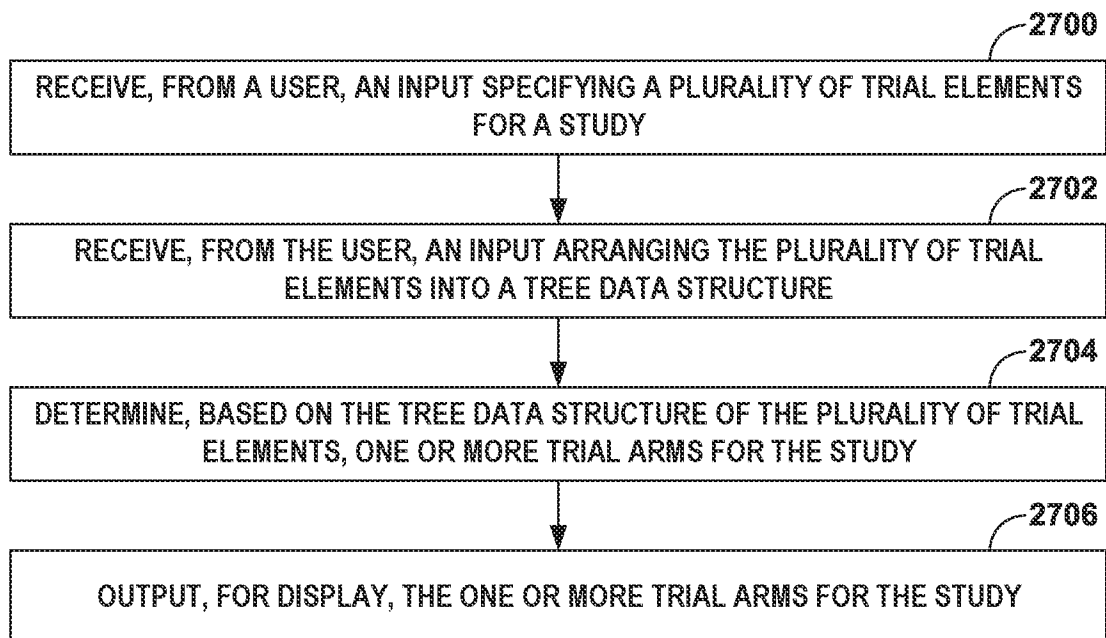 2700
RECEIVE, FROM A USER, AN INPUT SPECIFYING A PLURALITY OF TRIAL ELEMENTS
FOR A STUDY
2702
RECEIVE, FROM THE USER, AN INPUT ARRANGING THE PLURALITY OF TRIAL
ELEMENTS INTO A TREE DATA STRUCTURE
2704
DETERMINE, BASED ON THE TREE DATA STRUCTURE OF THE PLURALITY OF TRIAL
ELEMENTS, ONE OR MORE TRIAL ARMS FOR THE STUDY
2706
OUTPUT, FOR DISPLAY, THE ONE OR MORE TRIAL ARMS FOR THE STUDY